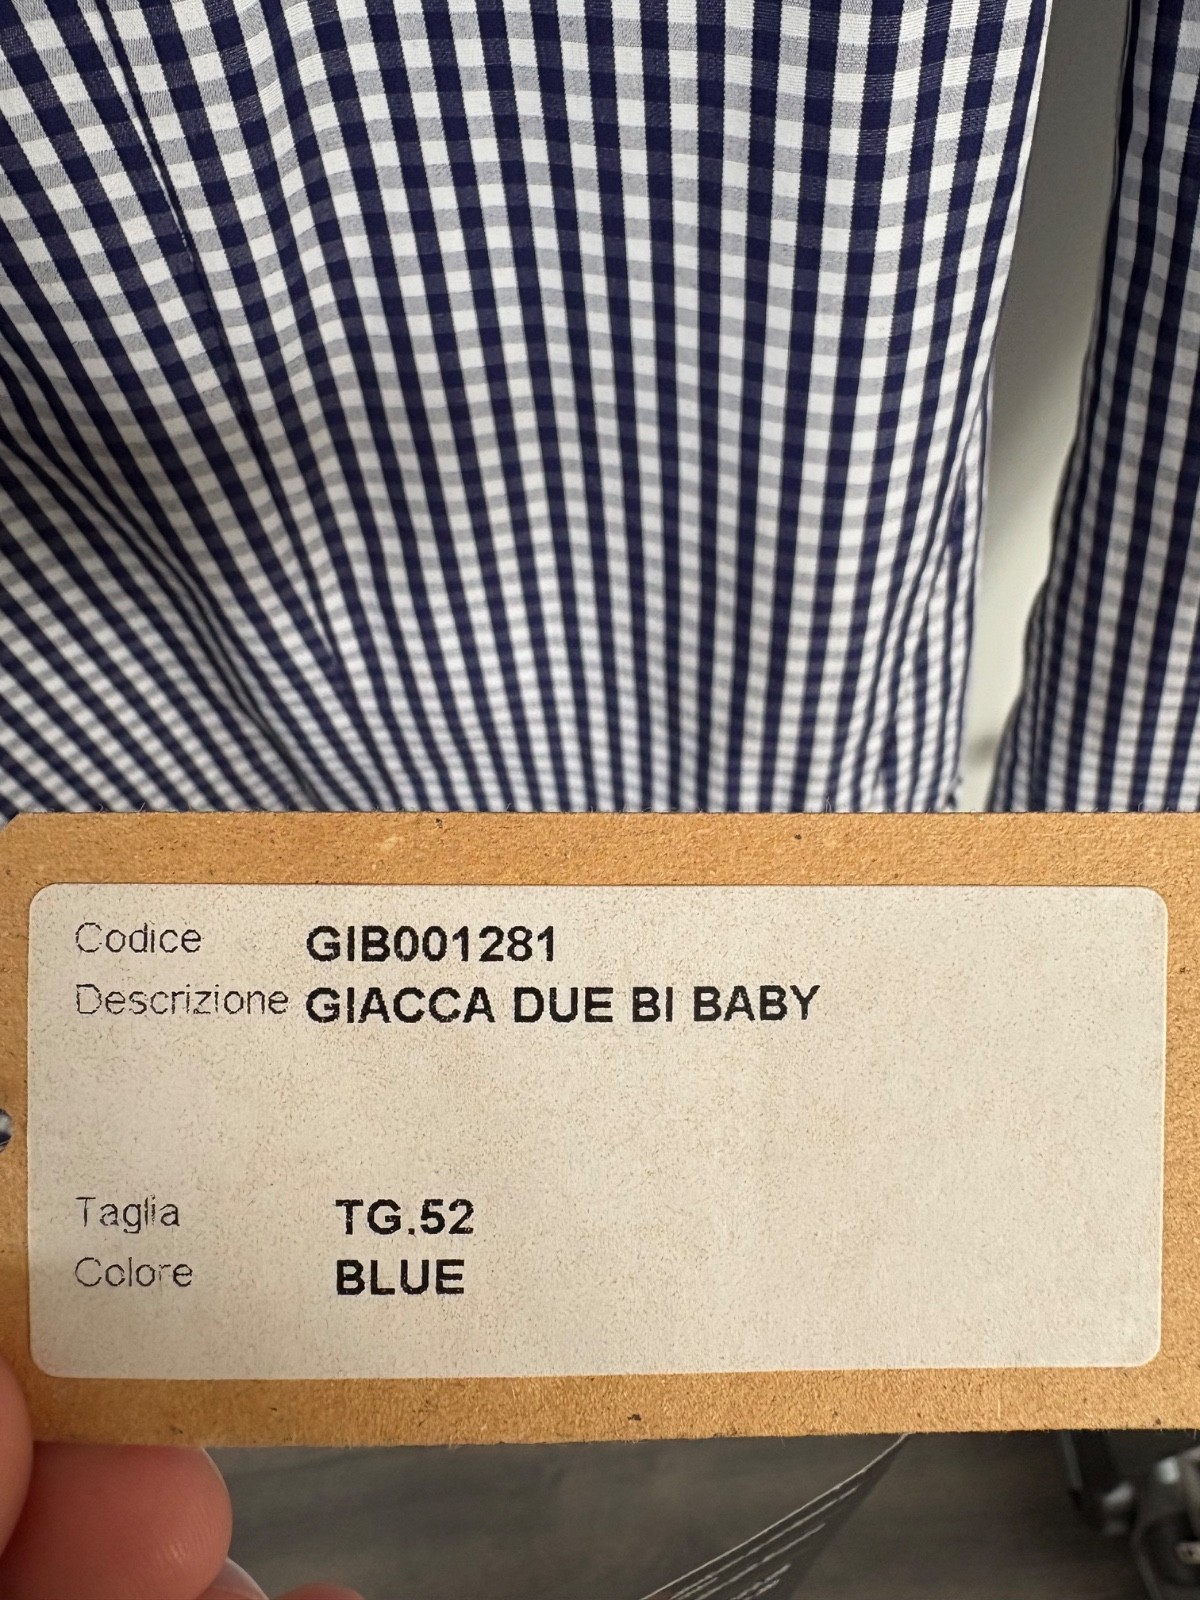 Codice GIB001281
Descrizione GIACCA DUE BI BABY
Taglia TG.52
Colore BLUE